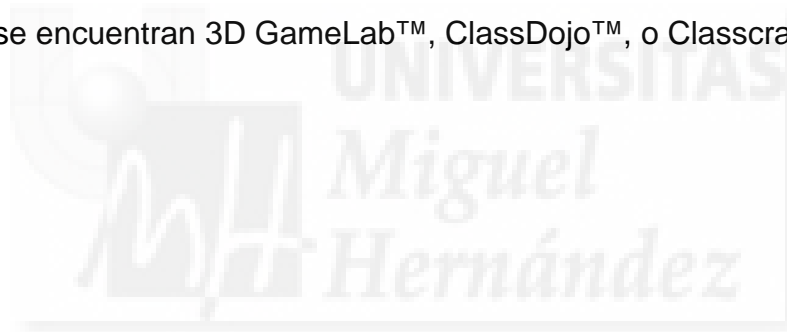 se encuentran 3D GameLab™, ClassDojo™, o Classcra
UNIVERSITAS
Miguel
Hernández